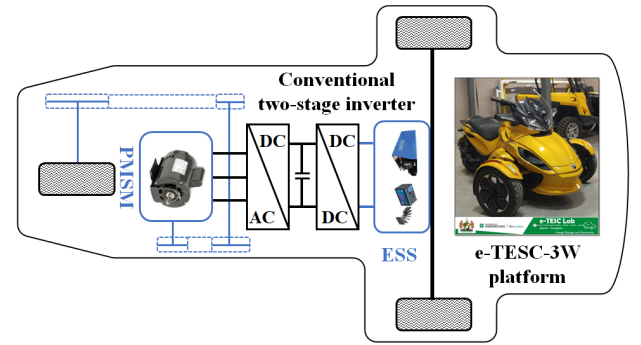 Conventional
two-stage inverter
PMSM
DC
AC
DC
DC
ESS
e-TESC Lab
e-TESC-3W
platform